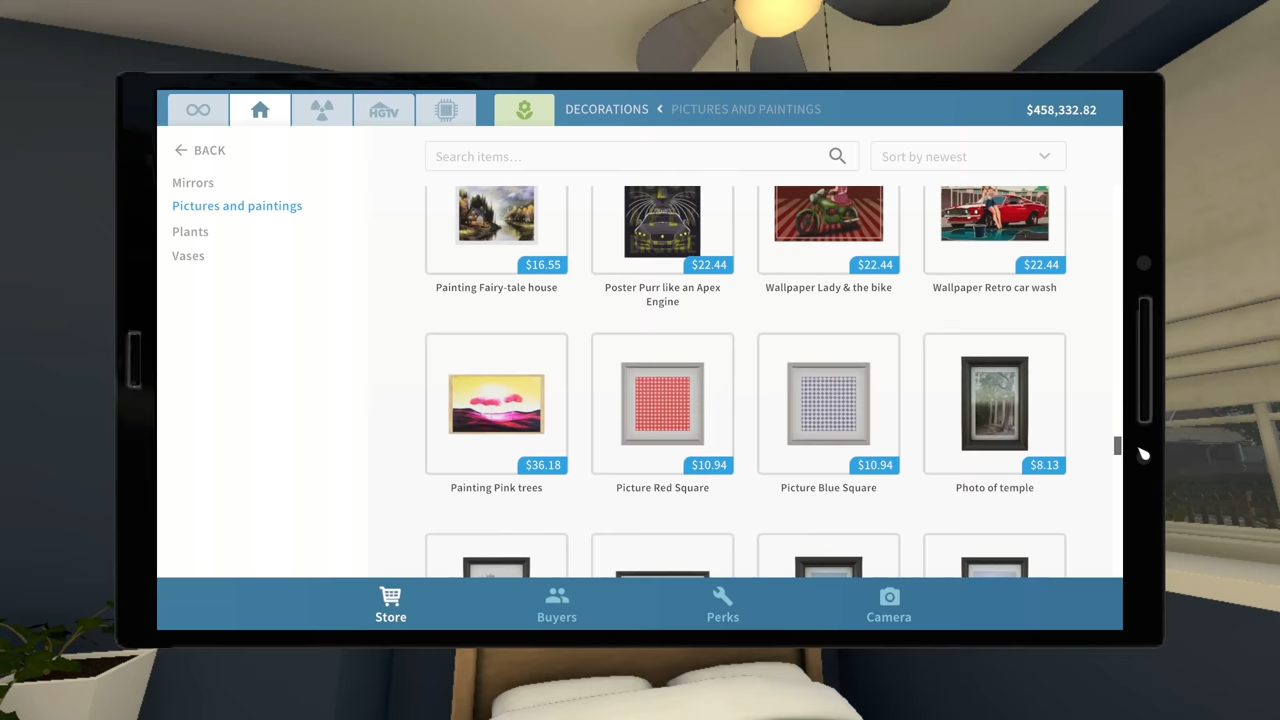 HGTV
DECORATIONS < PICTURES AND PAINTINGS
$458,332.82
BACK
Search items...
Sort by newest
Mirrors
Pictures and paintings
Plants
Vases
$16.55
$22.44
$22.44
$22.44
Painting Fairy-tale house
Poster Purr like an Apex
Engine
Wallpaper Lady & the bike
Wallpaper Retro car wash
$36.18
$10.94
$10.94
$8.13
Painting Pink trees
Picture Red Square
Picture Blue Square
Photo of temple
Store
Buyers
Perks
Camera